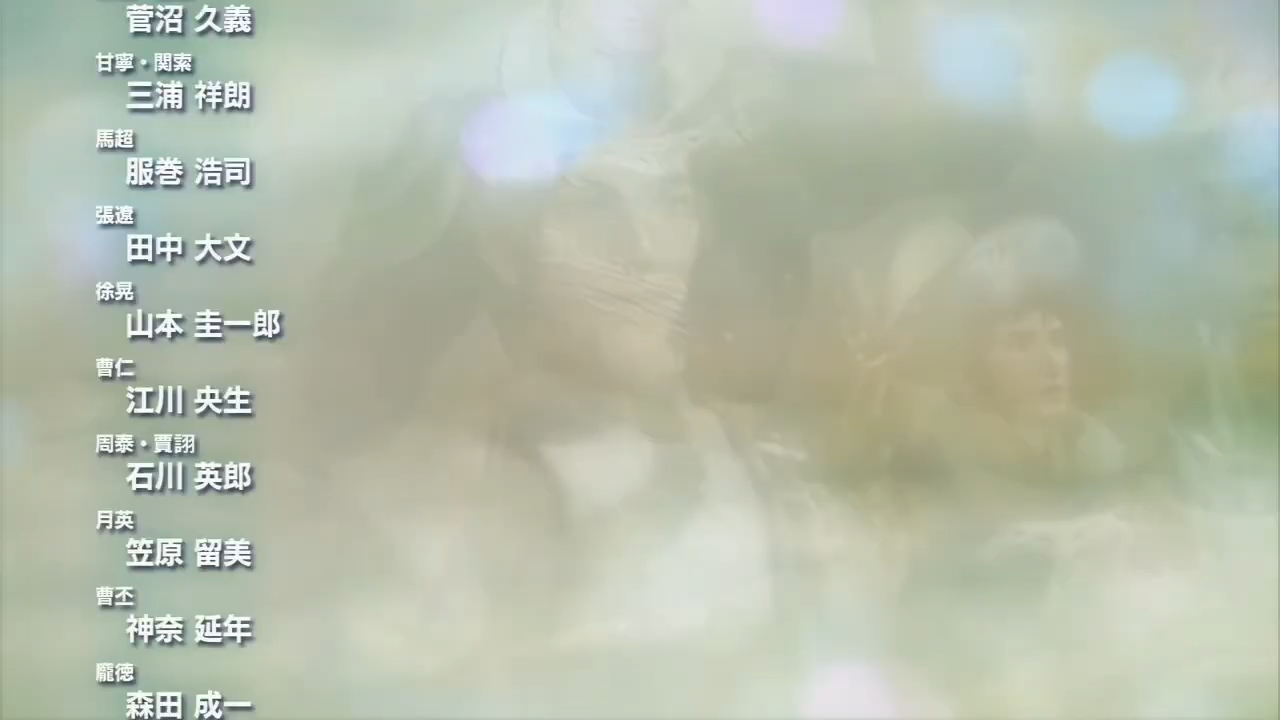 菅沼 久義
甘寧・関索
三浦 祥朗
馬超
服巻 浩司
張遼
田中 大文
徐晃
山本 圭一郎
曹仁
江川 央生
周泰・賈詡
石川 英郎
月英
笠原 留美
曹丕
神奈 延年
龐徳
森田 成一